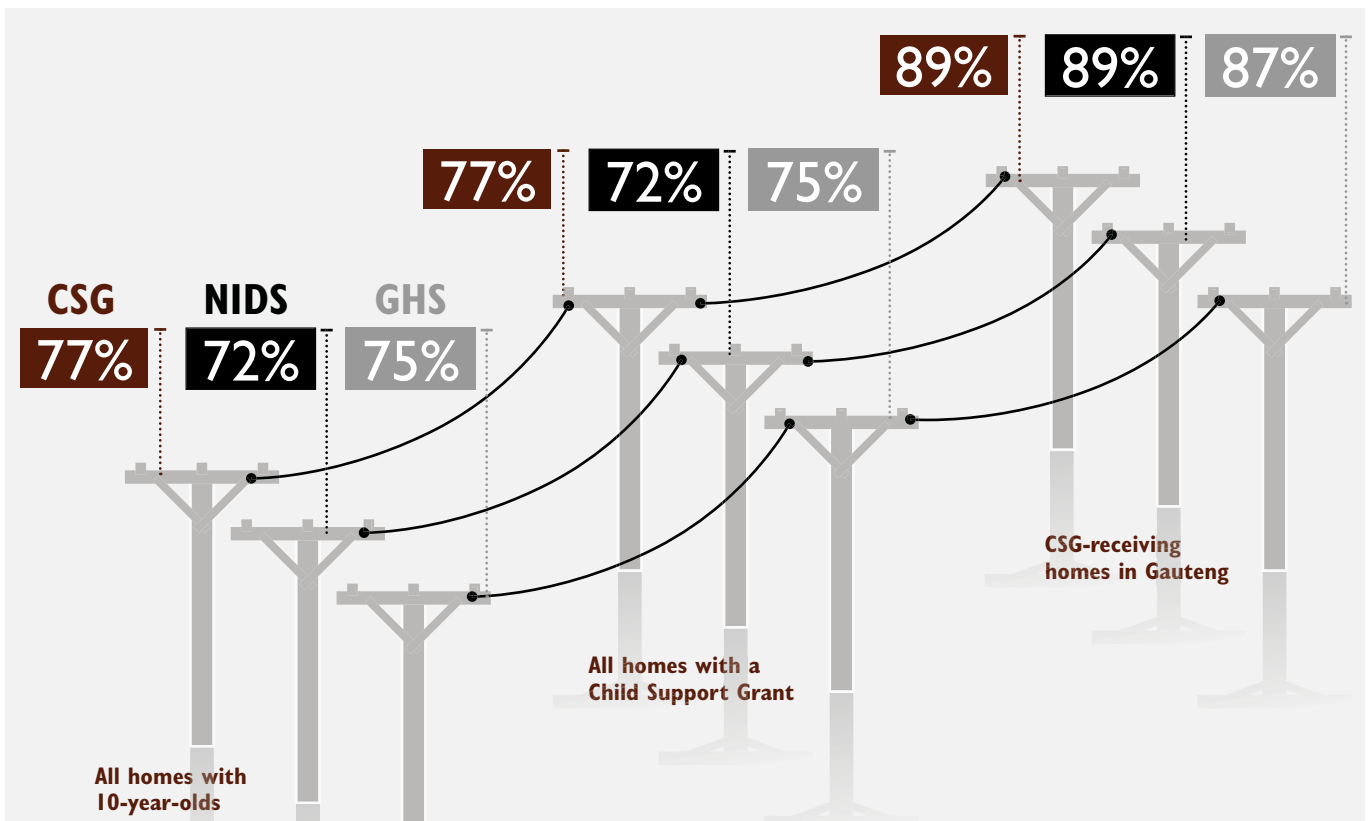 89% 89% 87%
77% 72% 75%
CSG NIDS GHS
77% 72% 75%
CSG-receiving
homes in Gauteng
All homes with a
Child Support Grant
All homes with
10-year-olds